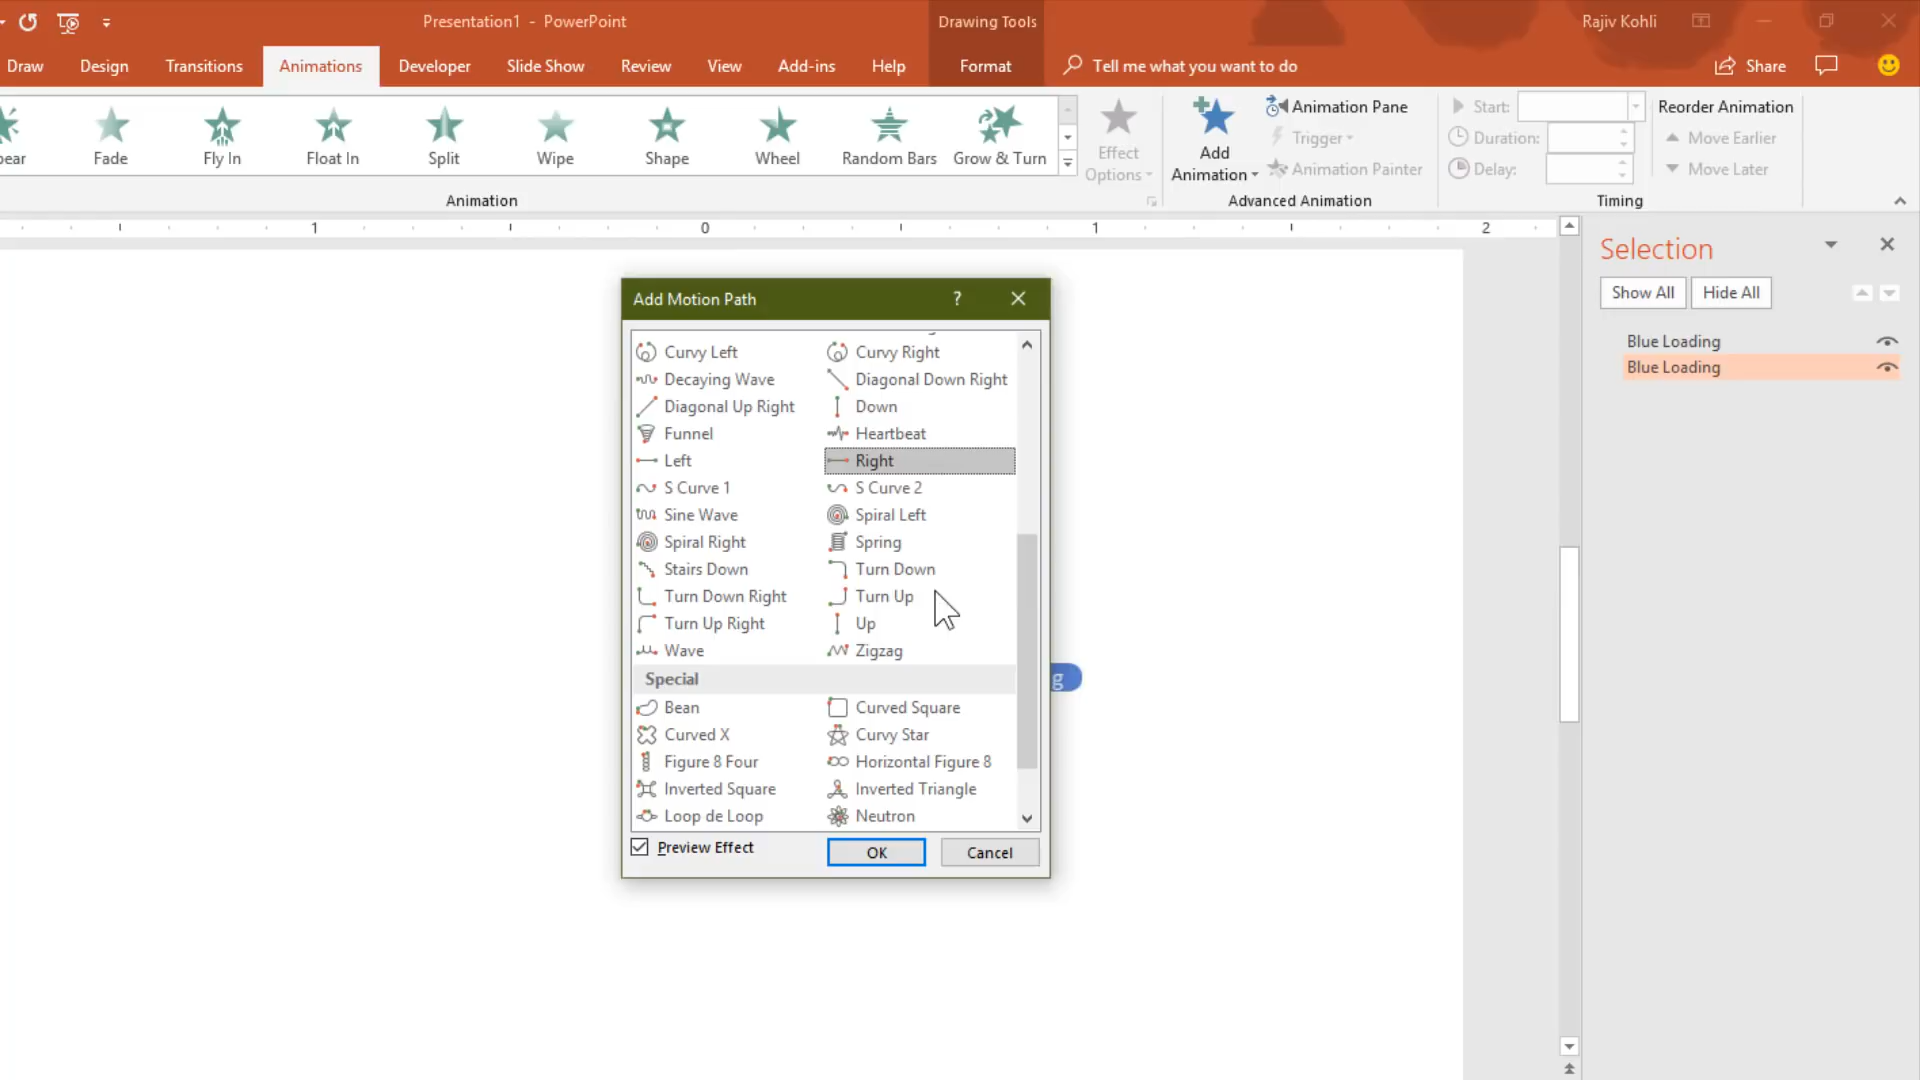 Presentation1 - PowerPoint
Drawing Tools
Rajiv Kohli
Draw Design Transitions Animations Developer Slide Show Review View Add-ins Help Format Tell me what you want to do Share
Fade Fly In Float In Split Wipe Shape Wheel Random Bars Grow & Turn
Effect Options
Add Animation
Animation Pane
Trigger
Animation Painter
Start:
Duration:
Delay:
Reorder Animation
Move Earlier
Move Later
Animation Advanced Animation Timing
1 0 1 2
Selection
Show All Hide All
Blue Loading
Blue Loading
Add Motion Path ?
Curvy Left Curvy Right
Decaying Wave Diagonal Down Right
Diagonal Up Right Down
Funnel Heartbeat
Left Right
S Curve 1 S Curve 2
Sine Wave Spiral Left
Spiral Right Spring
Stairs Down Turn Down
Turn Down Right Turn Up
Turn Up Right Up
Wave Zigzag
Special
Bean Curved Square
Curved X Curvy Star
Figure 8 Four Horizontal Figure 8
Inverted Square Inverted Triangle
Loop de Loop Neutron
Preview Effect
OK Cancel
g